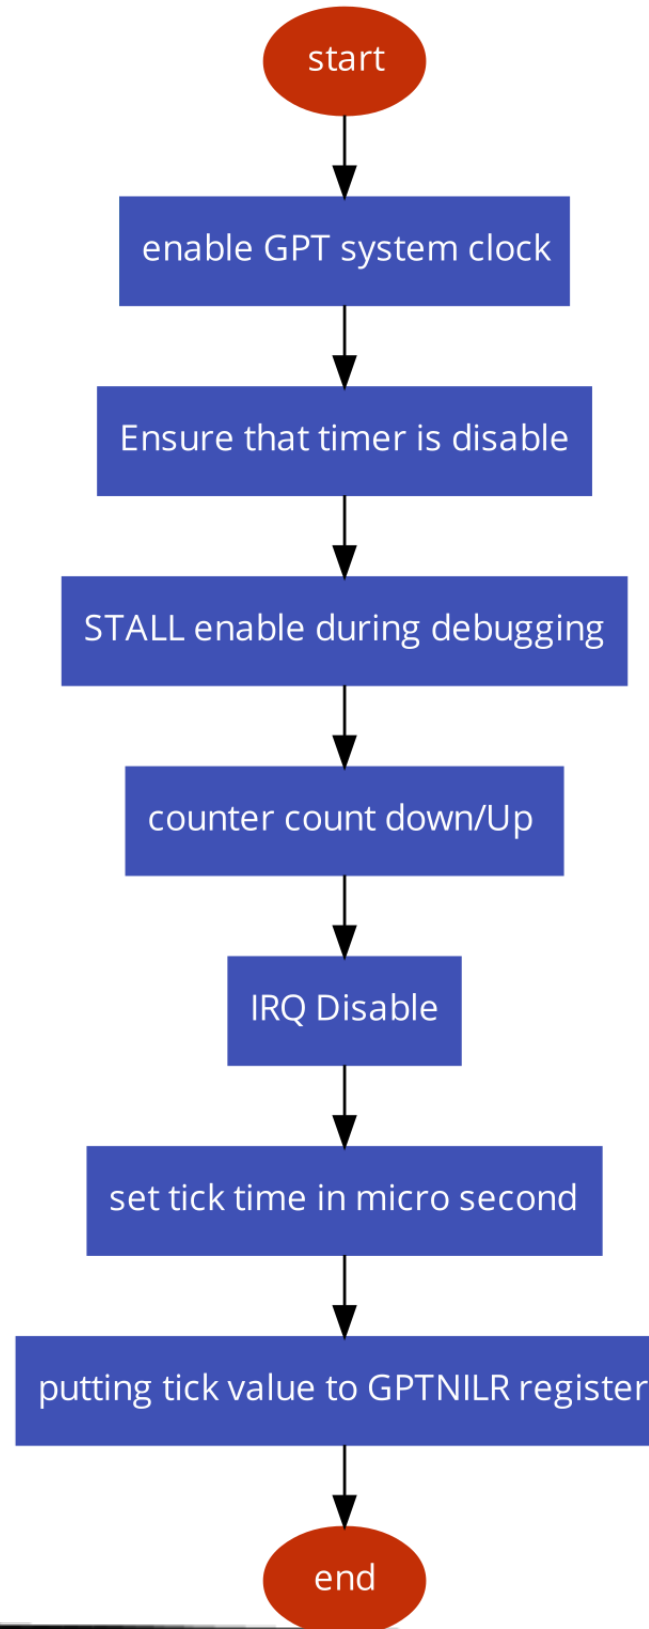 start
enable GPT system clock
Ensure that timer is disable
STALL enable during debugging
counter count down/Up
IRQ Disable
set tick time in micro second
putting tick value to GPTNILR register
end